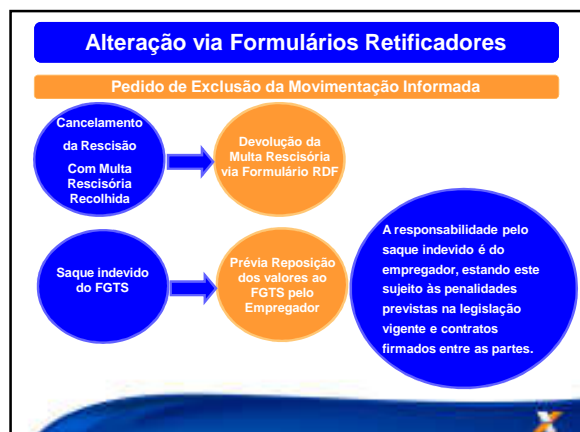 Alteração via Formulários Retificadores
Pedido de Exclusão da Movimentação Informada
Cancelamento
da Rescisão
Com Multa
Rescisória
Recolhida
Devolução da
Multa Rescisória
via Formulário RDF
Saque indevido
do FGTS
Prévia Reposição
dos valores ao
FGTS pelo
Empregador
A responsabilidade pelo
saque indevido é do
empregador, estando este
sujeito às penalidades
previstas na legislação
vigente e contratos
firmados entre as partes.